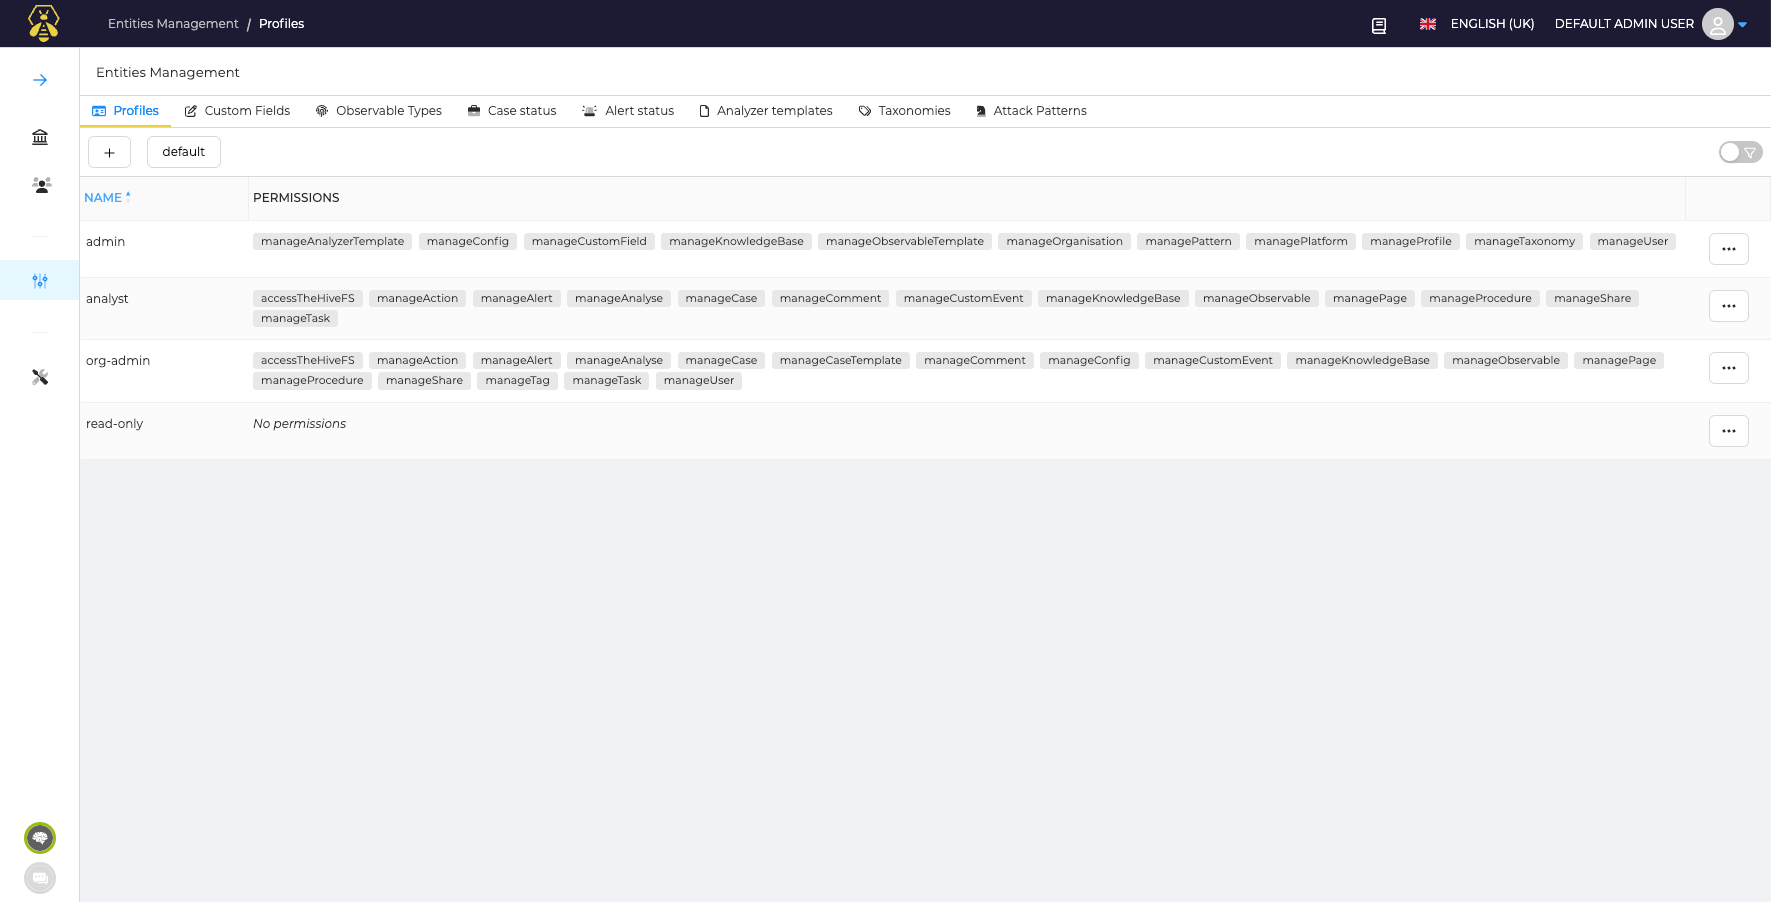 Entities Management / Profiles
ENGLISH (UK)
DEFAULT ADMIN USER
Entities Management
Profiles
Custom Fields
Observable Types
Case status
Alert status
Analyzer templates
Taxonomies
Attack Patterns
default
NAME
PERMISSIONS
admin
manageAnalyzerTemplate manageConfig manageCustomField manageKnowledgeBase manageObservableTemplate manageOrganisation managePattern managePlatform manageProfile manageTaxonomy manageUser
analyst
accessTheHiveFS manageAction manageAlert manageAnalyse manageCase manageComment manageCustomEvent manageKnowledgeBase manageObservable managePage manageProcedure manageShare
manageTask
org-admin
accessTheHiveFS manageAction manageAlert manageAnalyse manageCase manageCaseTemplate manageComment manageConfig manageCustomEvent manageKnowledgeBase manageObservable managePage
manageProcedure manageShare manageTag manageTask manageUser
read-only
No permissions